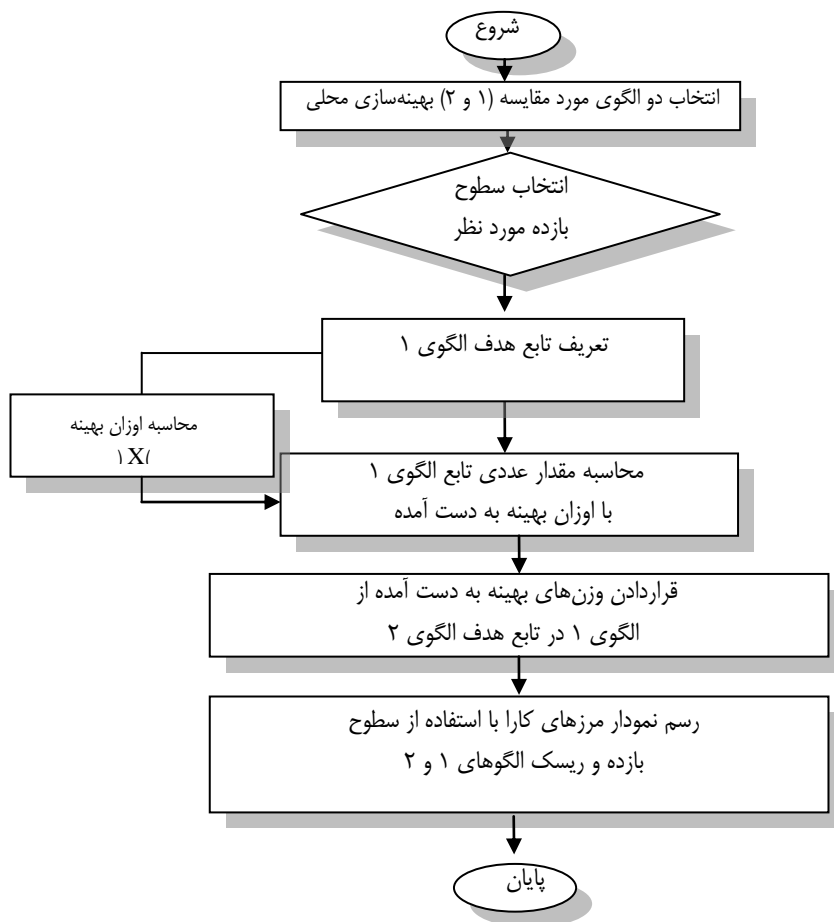 شروع
انتخاب دو الگوی مورد مقایسه (۱ و ۲) بهینه‌سازی محلی
انتخاب سطوح
بازده مورد نظر
تعریف تابع هدف الگوی ۱
محاسبه اوزان بهینه
(X۱
محاسبه مقدار عددی تابع الگوی ۱
با اوزان بهینه به دست آمده
قراردادن وزن‌های بهینه به دست آمده از
الگوی ۱ در تابع هدف الگوی ۲
رسم نمودار مرزهای کارا با استفاده از سطوح
بازده و ریسک الگوهای ۱ و ۲
پایان